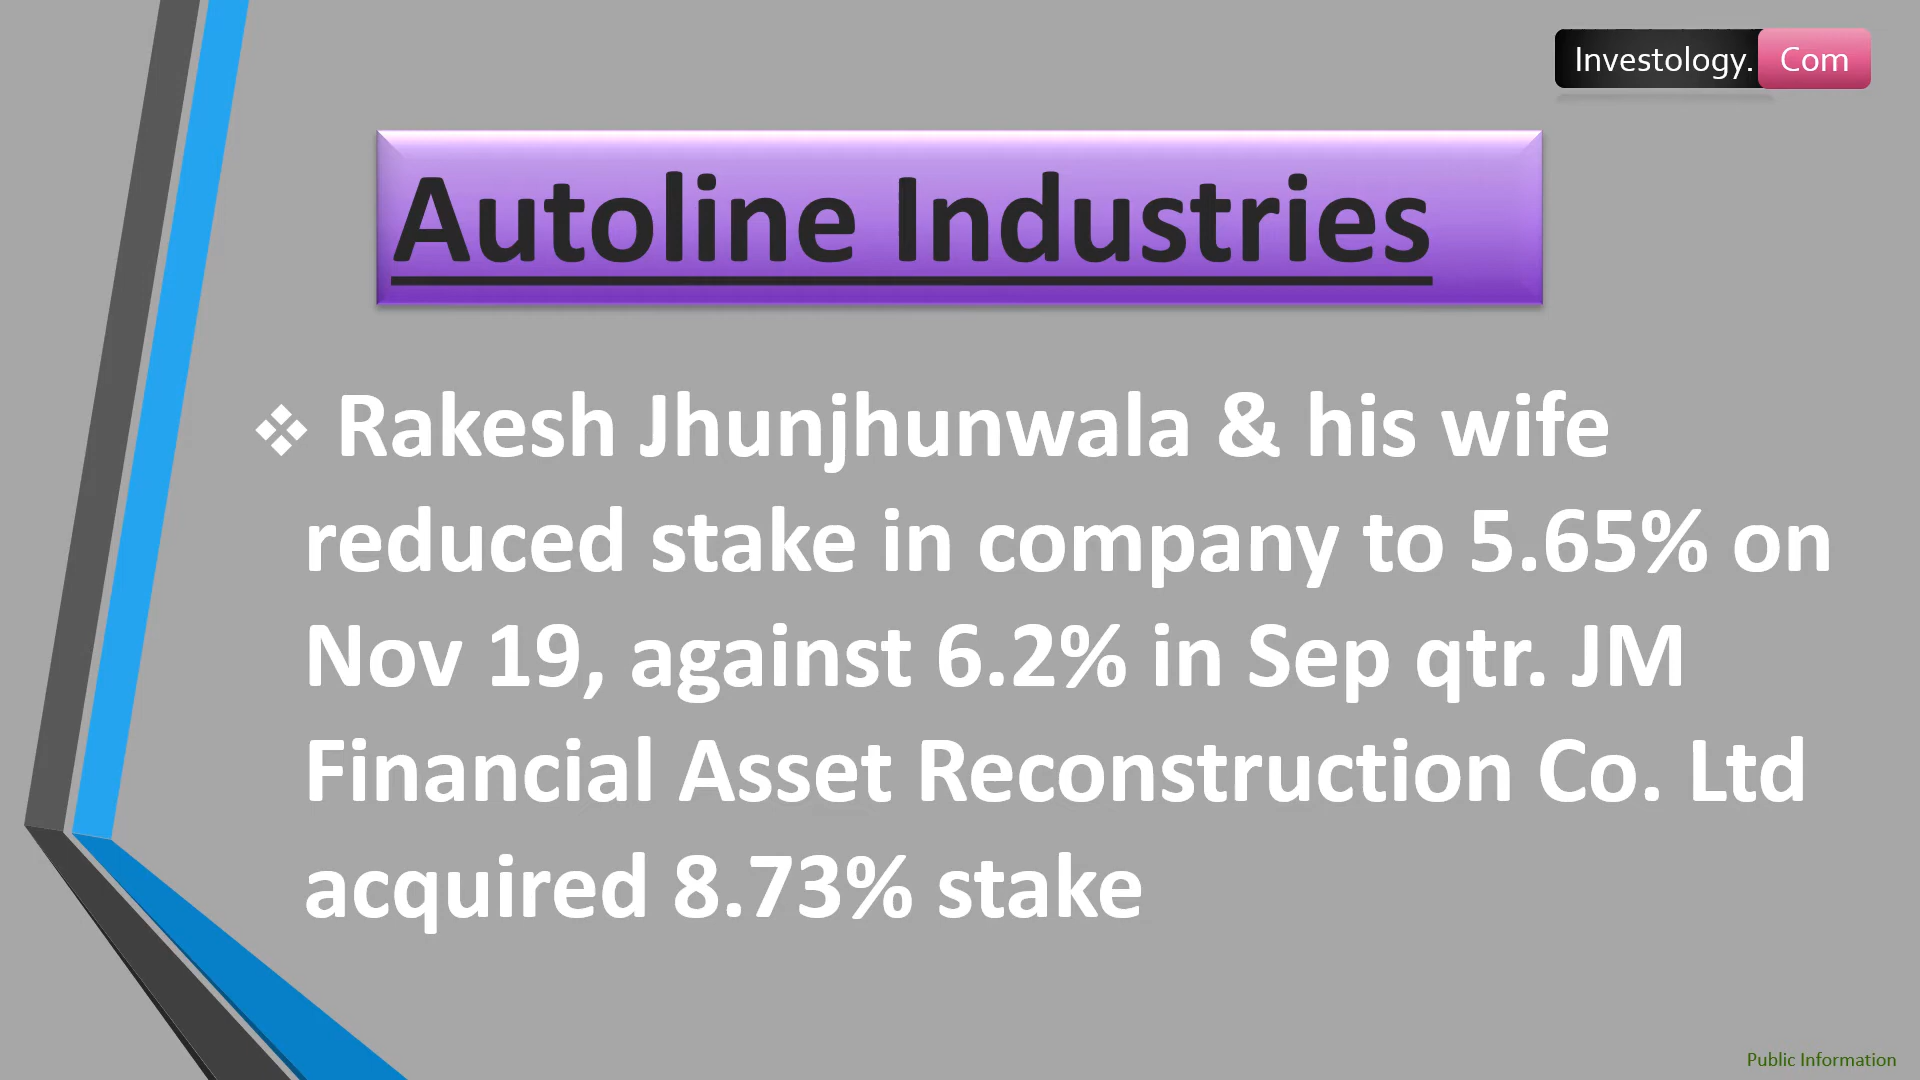 Investology. Com
Autoline Industries
❖ Rakesh Jhunjhunwala & his wife
reduced stake in company to 5.65% on
Nov 19, against 6.2% in Sep qtr. JM
Financial Asset Reconstruction Co. Ltd
acquired 8.73% stake
Public Information